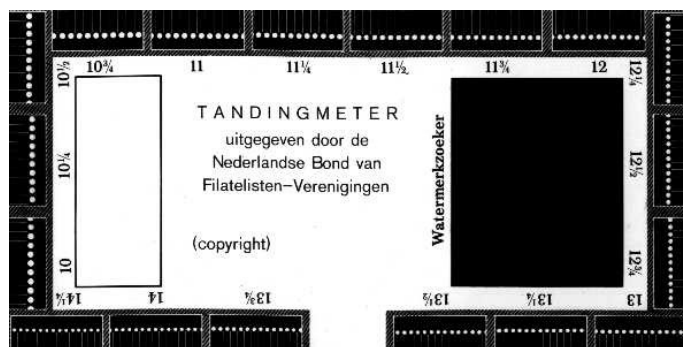 10¾ 11 11¼ 11½ 11¾ 12
10½
10¼
10
TANDINGMETER
uitgegeven door de
Nederlandse Bond van
Filatelisten-Verenigingen
(copyright)
Watermerkzoeker
12¼
12½
12¾
14¼ 14 13¾ 13½ 13¼ 13